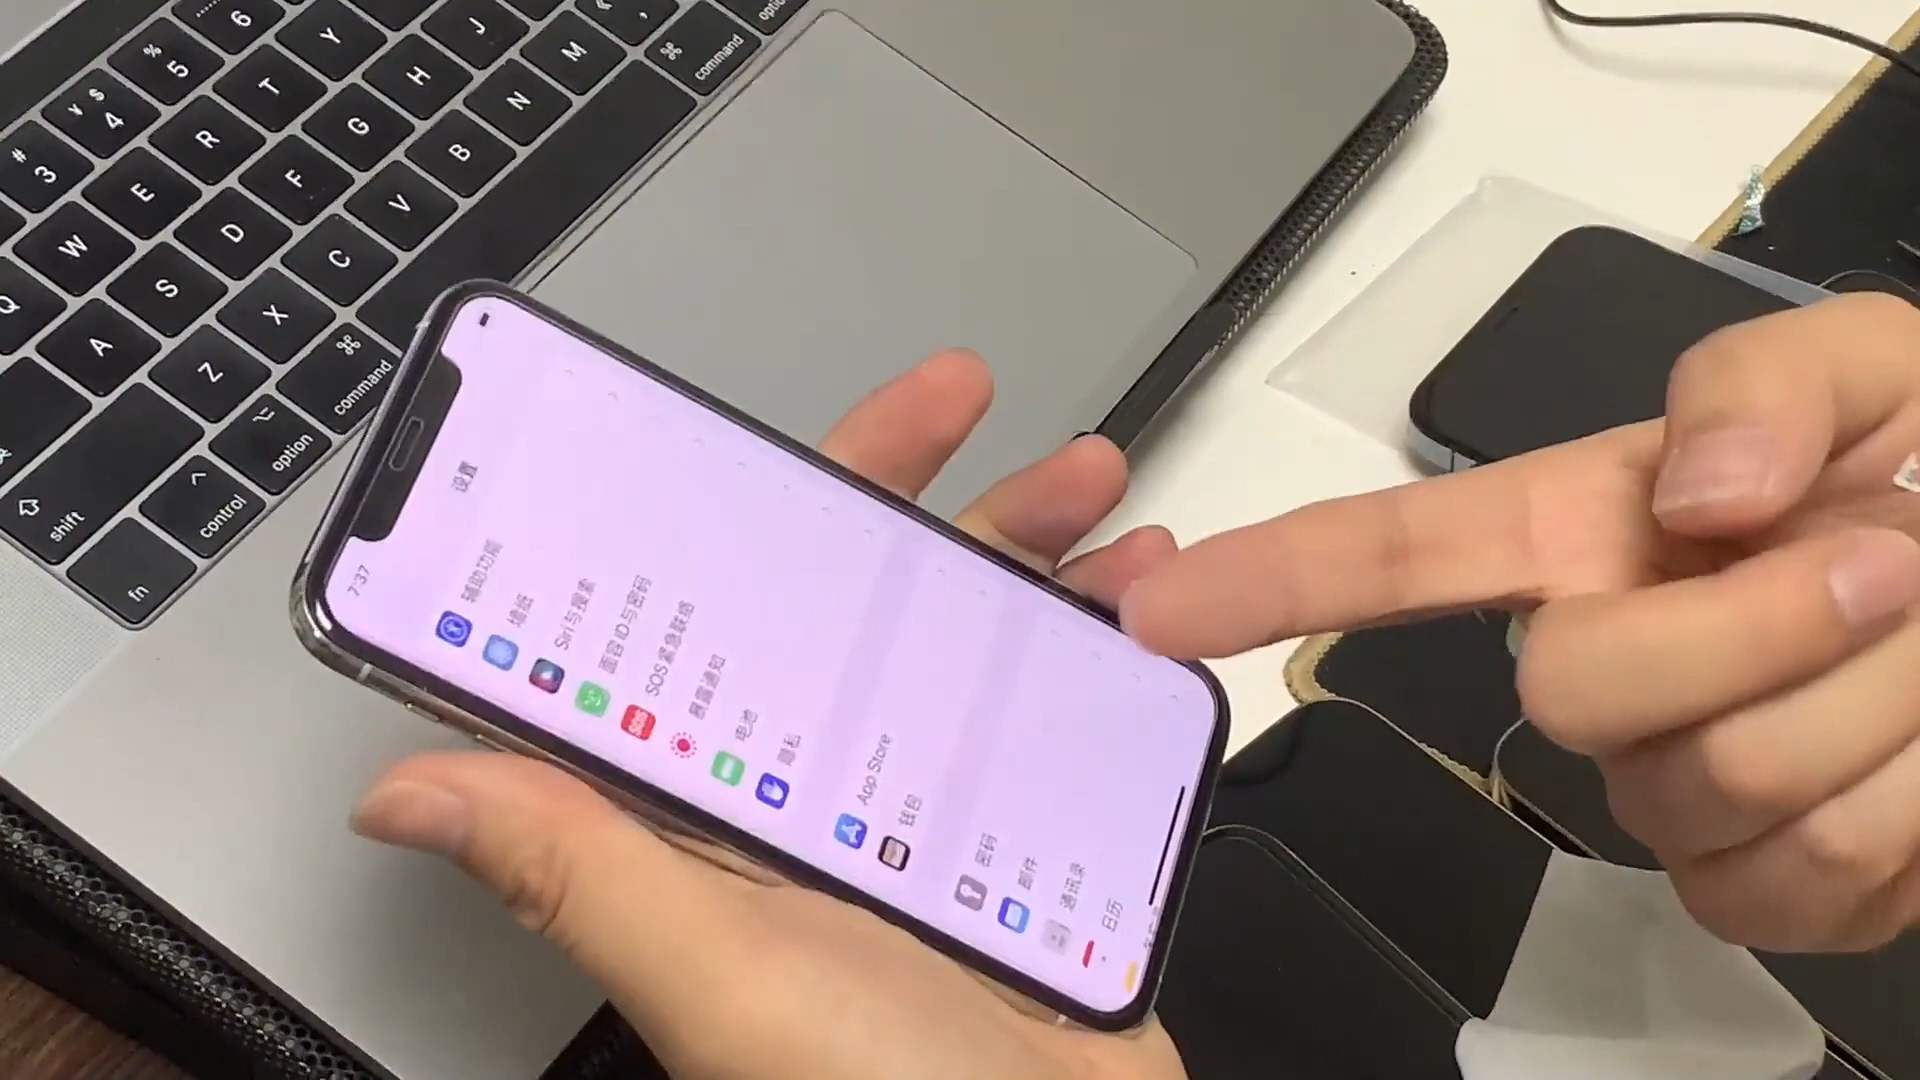 7:37
设置
辅助功能
墙纸
Siri与搜索
面容ID与密码
SOS紧急联络
SOS
暴露通知
电池
隐私
App Store
钱包
密码
邮件
通讯录
日历
6
Y
J
% 5
T
H
M
⌘ command
¥ $ 4
R
G
N
# 3
E
F
B
W
D
V
Q
S
C
A
X
Z
⌘ command
⌥ option
^ control
⇧ shift
fn